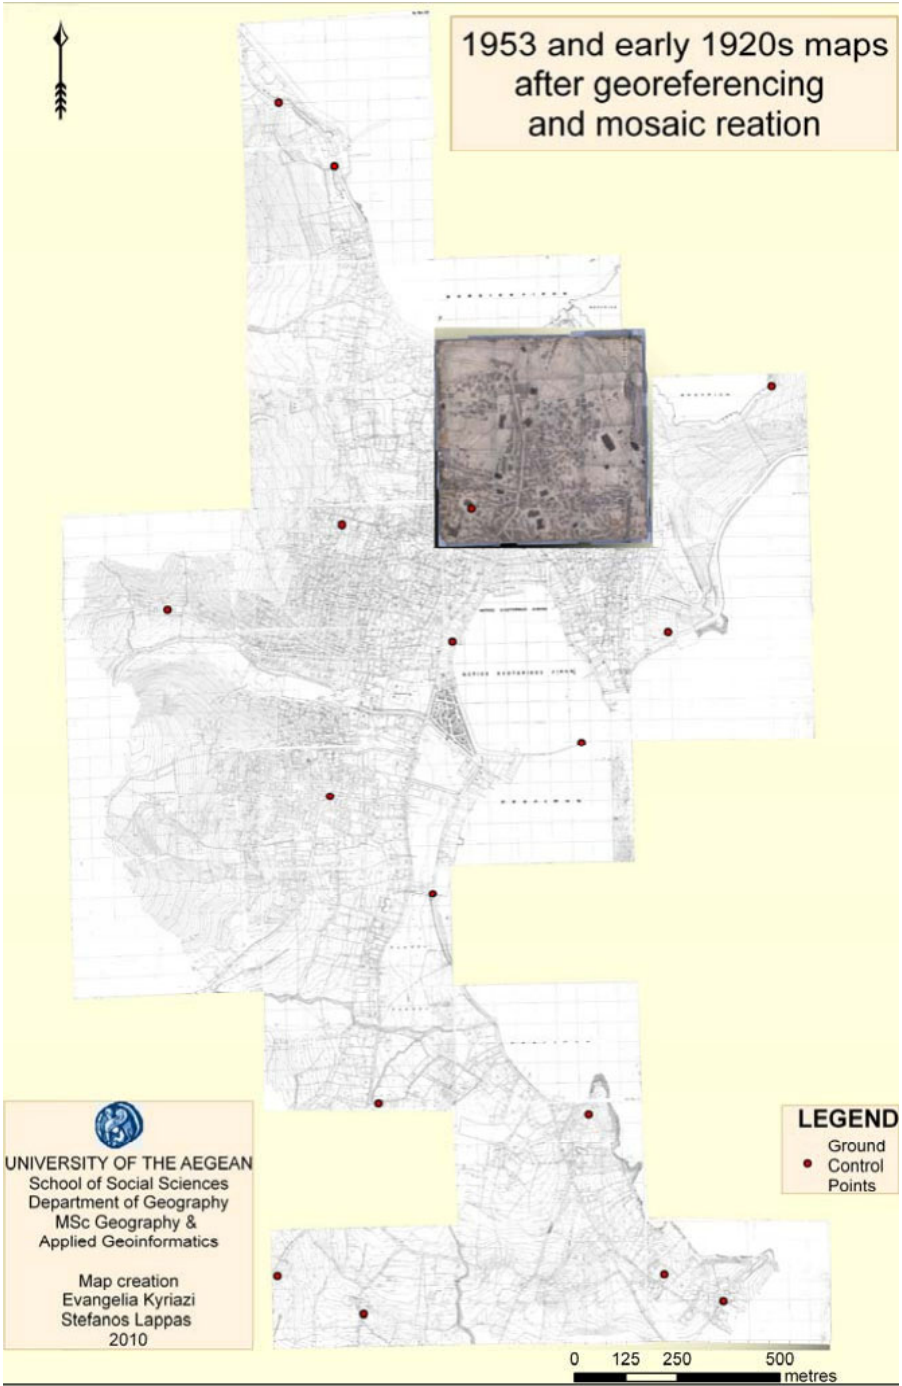 1953 and early 1920s maps
after georeferencing
and mosaic reation
UNIVERSITY OF THE AEGEAN
School of Social Sciences
Department of Geography
MSc Geography &
Applied Geoinformatics
Map creation
Evangelia Kyriazi
Stefanos Lappas
2010
LEGEND
Ground
Control
Points
0 125 250 500
metres